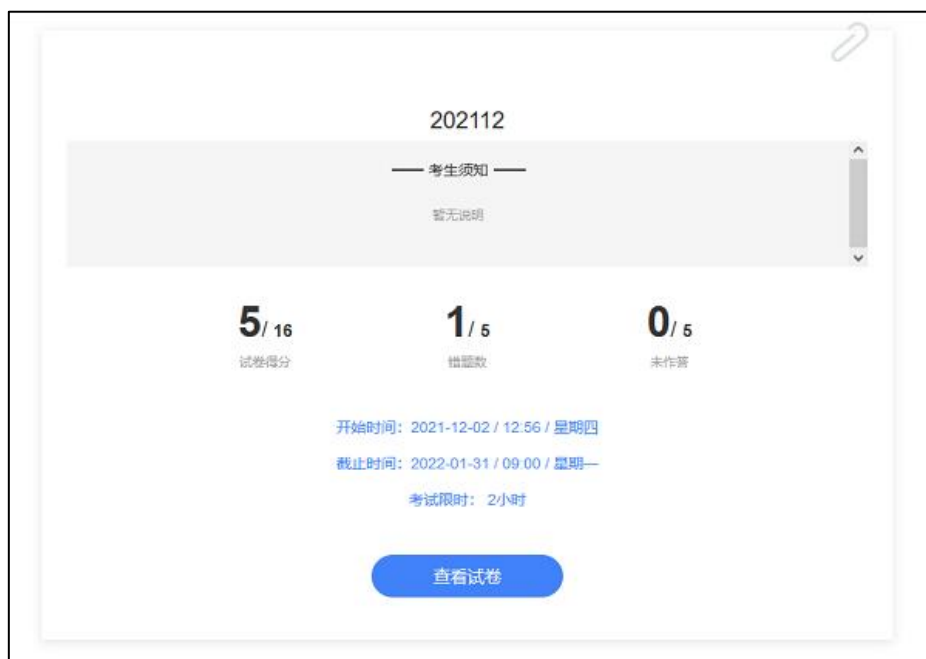 202112
考生须知
暂无说明
5/ 16
1/ 5
0/ 5
试卷得分
错题数
未作答
开始时间：2021-12-02 / 12:56 / 星期四
截止时间：2022-01-31 / 09:00 / 星期一
考试限时： 2小时
查看试卷